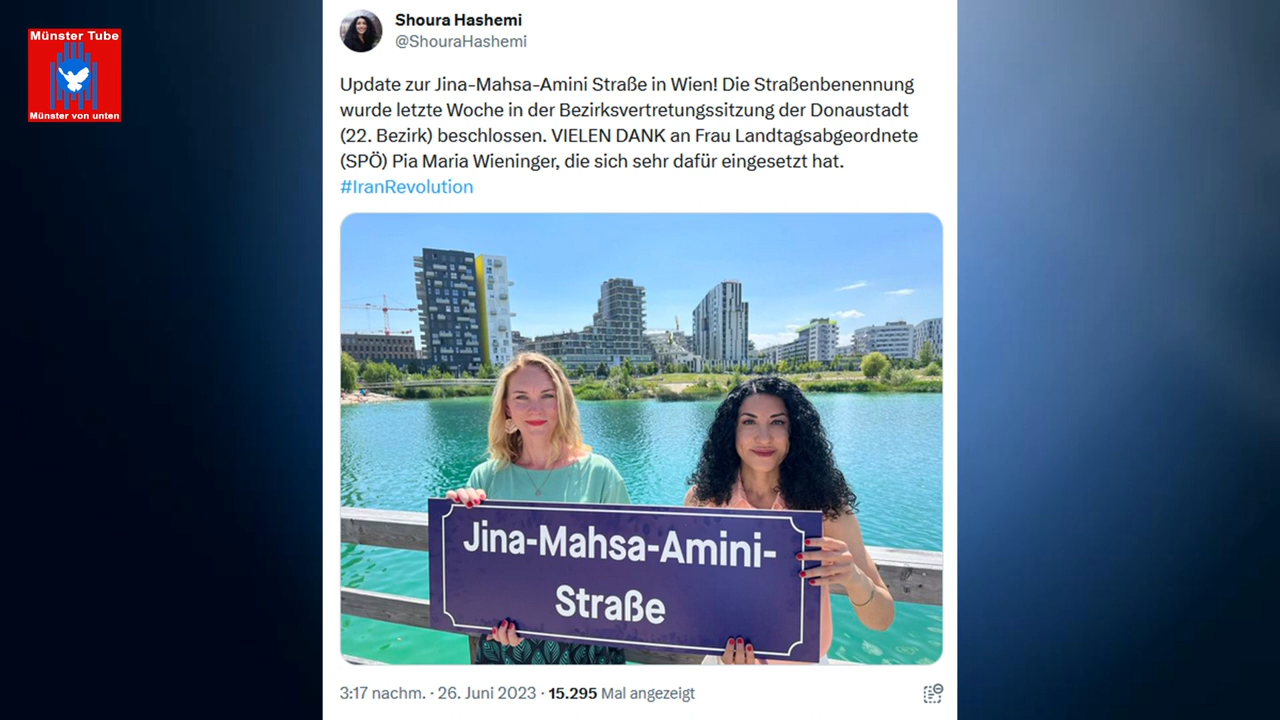 Münster Tube
Münster von unten
Shoura Hashemi
@ShouraHashemi
Update zur Jina-Mahsa-Amini Straße in Wien! Die Straßenbenennung
wurde letzte Woche in der Bezirksvertretungssitzung der Donaustadt
(22. Bezirk) beschlossen. VIELEN DANK an Frau Landtagsabgeordnete
(SPÖ) Pia Maria Wieninger, die sich sehr dafür eingesetzt hat.
#IranRevolution
Jina-Mahsa-Amini-
Straße
3:17 nachm. · 26. Juni 2023 · 15.295 Mal angezeigt